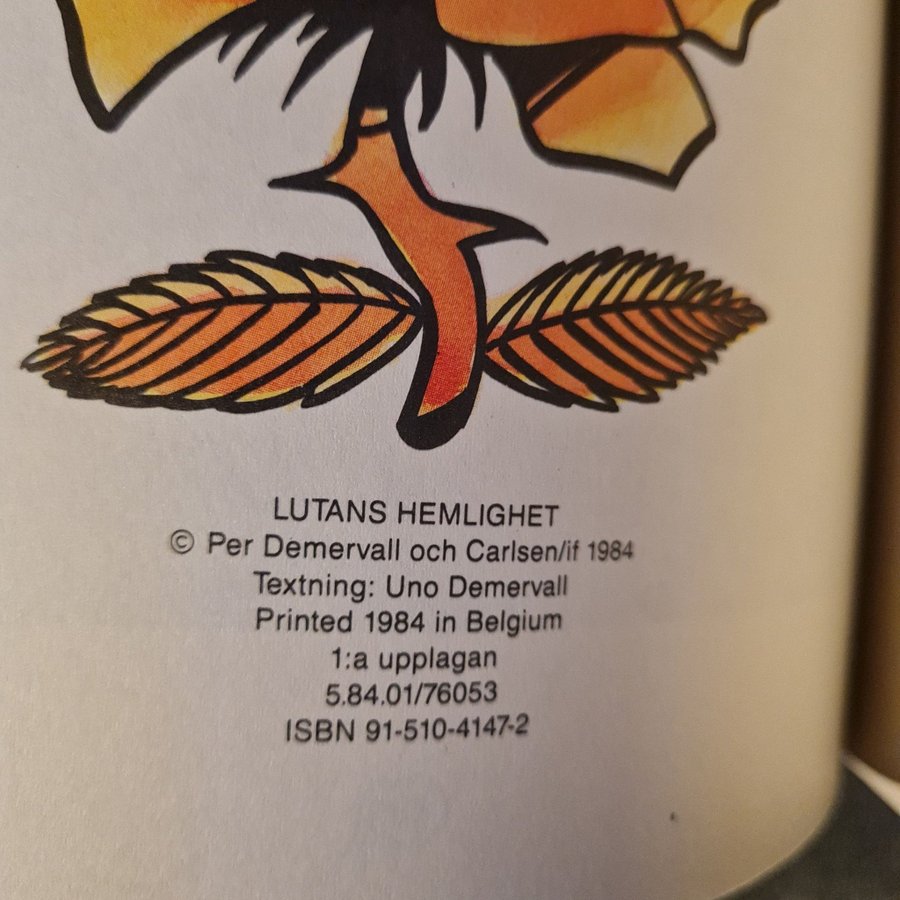 LUTANS HEMLIGHET
© Per Demervall och Carlsen/if 1984
Textning: Uno Demervall
Printed 1984 in Belgium
1:a upplagan
5.84.01/76053
ISBN 91-510-4147-2